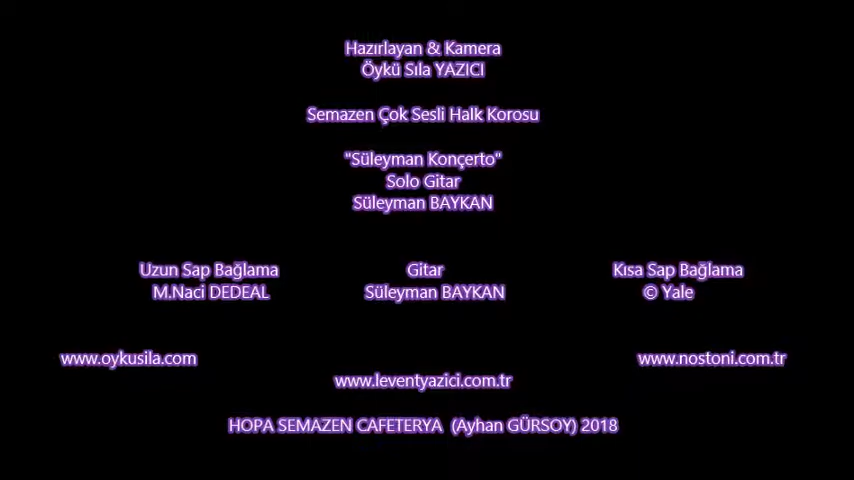 Hazırlayan & Kamera
Öykü Sıla YAZICI
Semazen Çok Sesli Halk Korosu
"Süleyman Konçerto"
Solo Gitar
Süleyman BAYKAN
Uzun Sap Bağlama Gitar Kısa Sap Bağlama
M.Naci DEDEAL Süleyman BAYKAN © Yale
www.oykusila.com www.nostoni.com.tr
www.leventyazici.com.tr
HOPA SEMAZEN CAFETERYA (Ayhan GÜRSOY) 2018